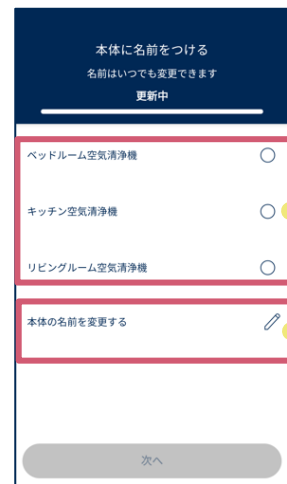 本体に名前をつける
名前はいつでも変更できます
更新中
ベッドルーム空気清浄機
キッチン空気清浄機
リビングルーム空気清浄機
本体の名前を変更する
次へ